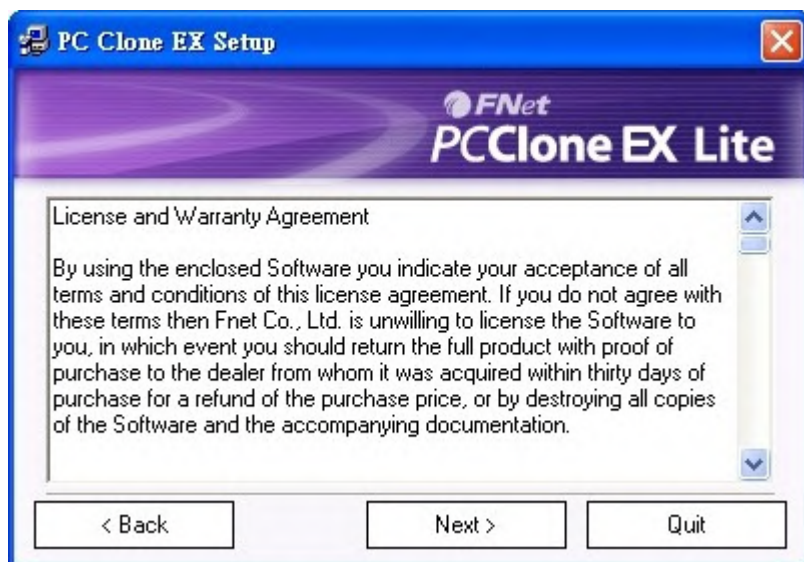 PC Clone EX Setup
FNet
PCClone EX Lite
License and Warranty Agreement
By using the enclosed Software you indicate your acceptance of all
terms and conditions of this license agreement. If you do not agree with
these terms then Fnet Co., Ltd. is unwilling to license the Software to
you, in which event you should return the full product with proof of
purchase to the dealer from whom it was acquired within thirty days of
purchase for a refund of the purchase price, or by destroying all copies
of the Software and the accompanying documentation.
< Back
Next >
Quit